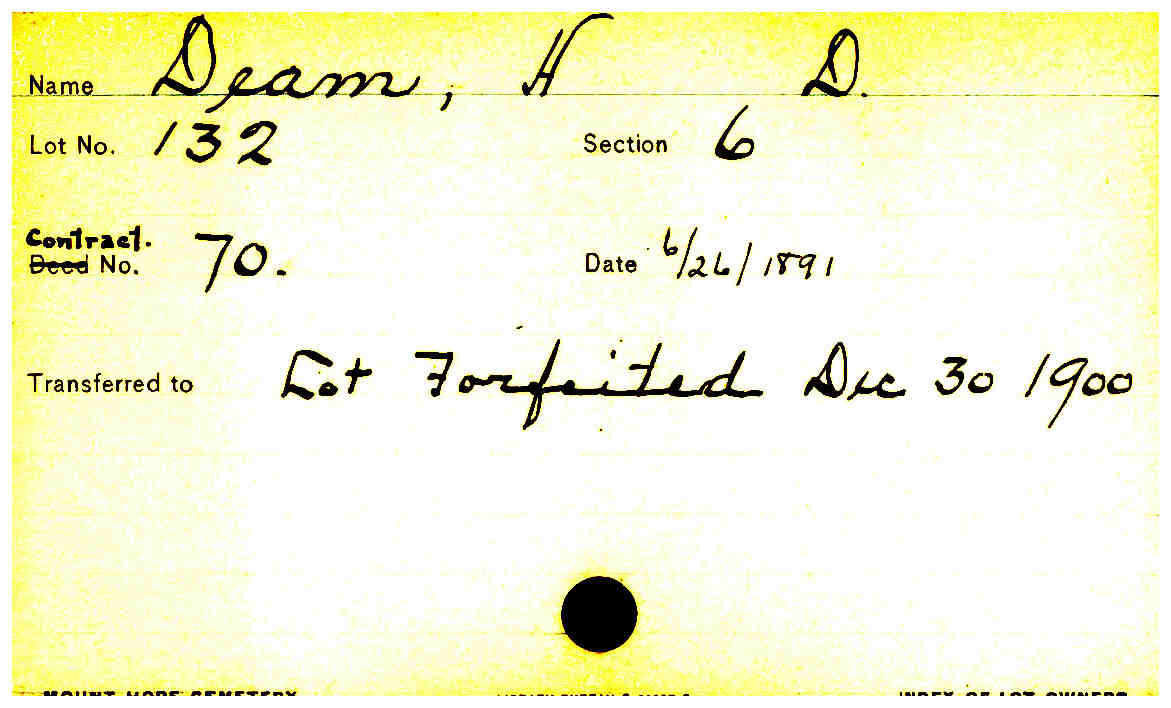 Name Deam, H D.
Lot No. 132 Section 6
Contract.
Deed No. 70. Date 6/26/1891
Transferred to Lot Forfeited Dec 30 1900
MOUNT HOPE CEMETERY INDEX OF LOT OWNERS